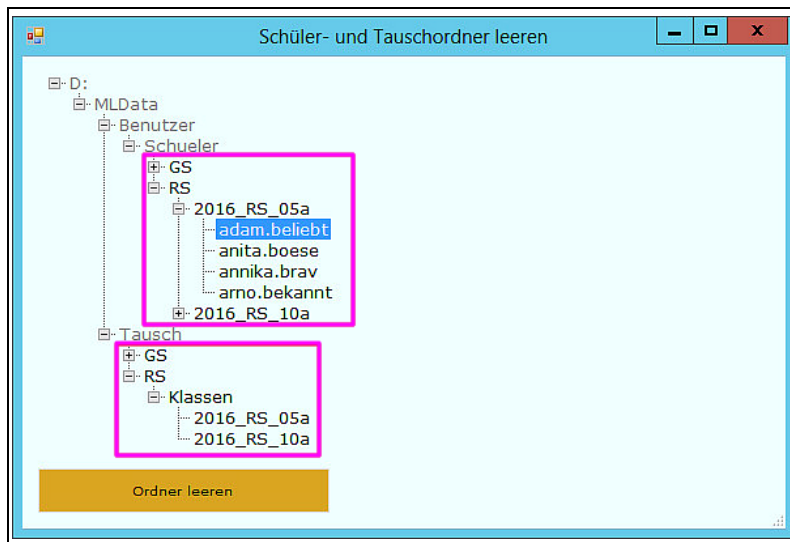 Schüler- und Tauschordner leeren
D:
MLData
Benutzer
Schueler
GS
RS
2016_RS_05a
adam.beliebt
anita.boese
annika.brav
arno.bekannt
2016_RS_10a
Tausch
GS
RS
Klassen
2016_RS_05a
2016_RS_10a
Ordner leeren